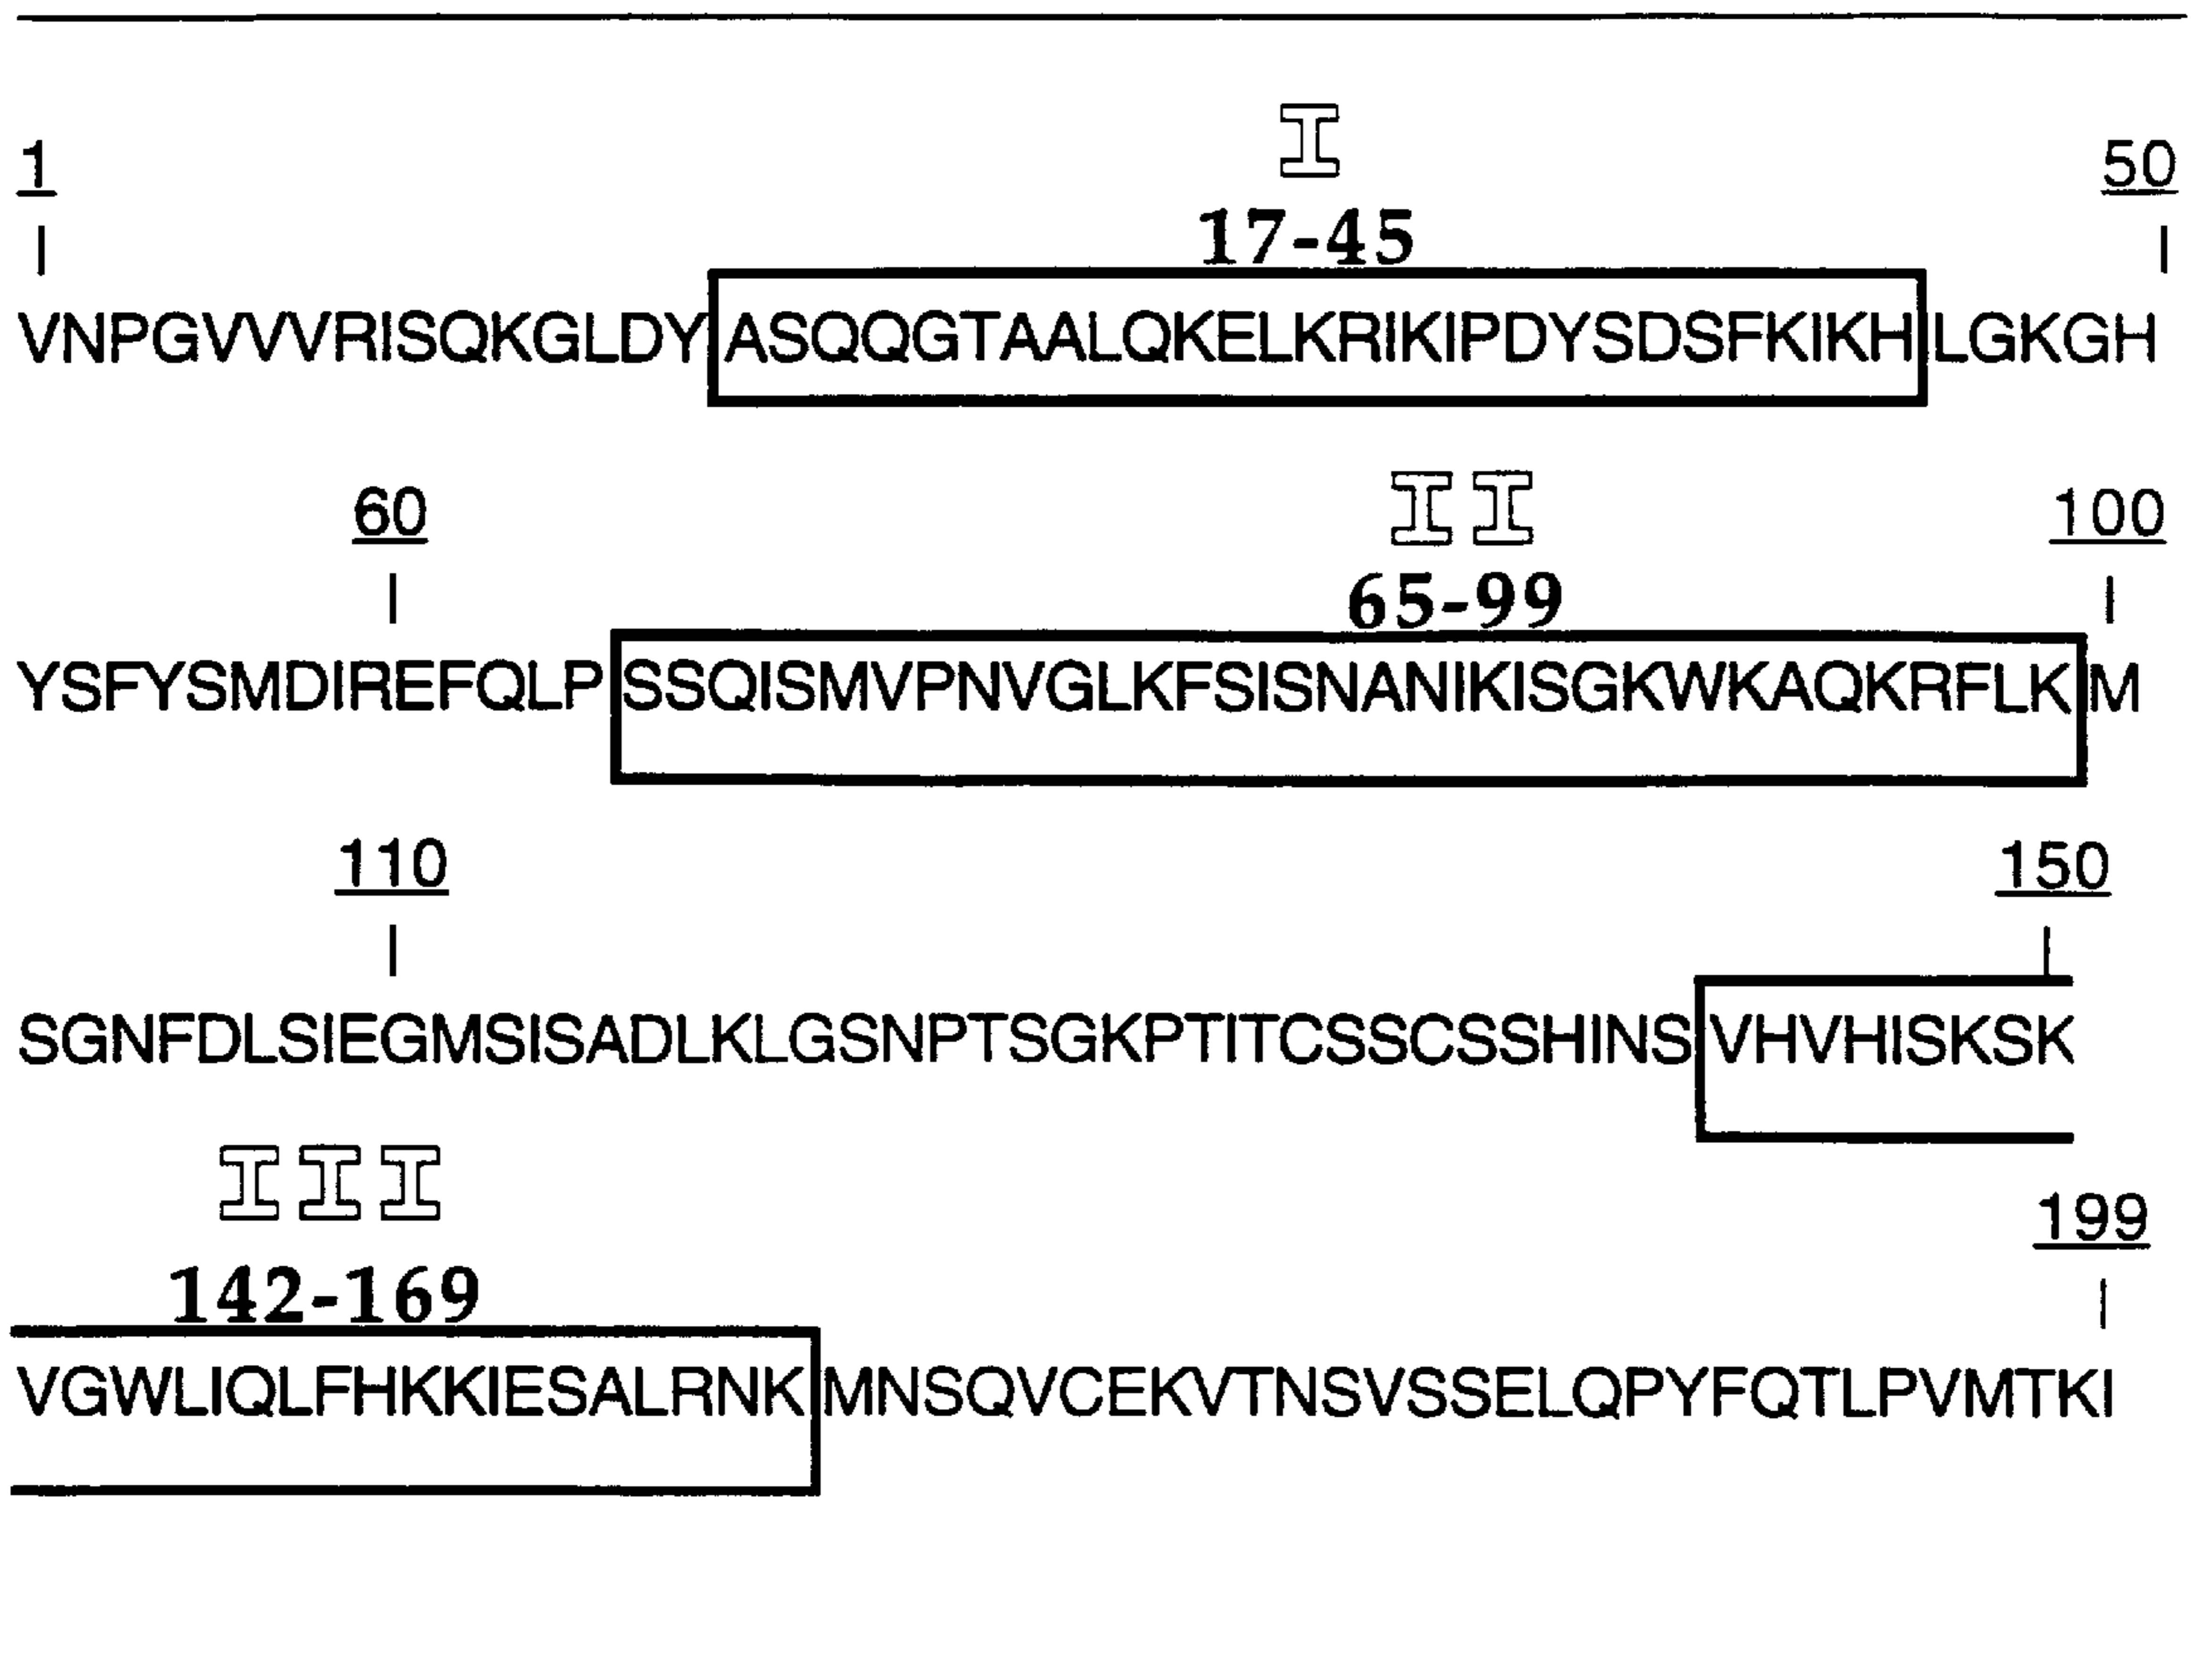 I
1 50
17-45
VNPGVVVRISQKGLDYASQQGTAALQKELKRIKIPDYSDSFKIKHLGKGH
II
60 100
65-99
YSFYSMDIREFQLPSSQISMVPNVGLKFSISNANIKISGKWKAQKRFLKM
110 150
SGNFDLSIEGMSISADLKLGSNPTSGKPTITCSSCSSHINSVHVHISKSK
III
199
142-169
VGWLIQLFHKKIESALRNKMNSQVCEKVTNSVSSELQPYFQTLPVMTKI